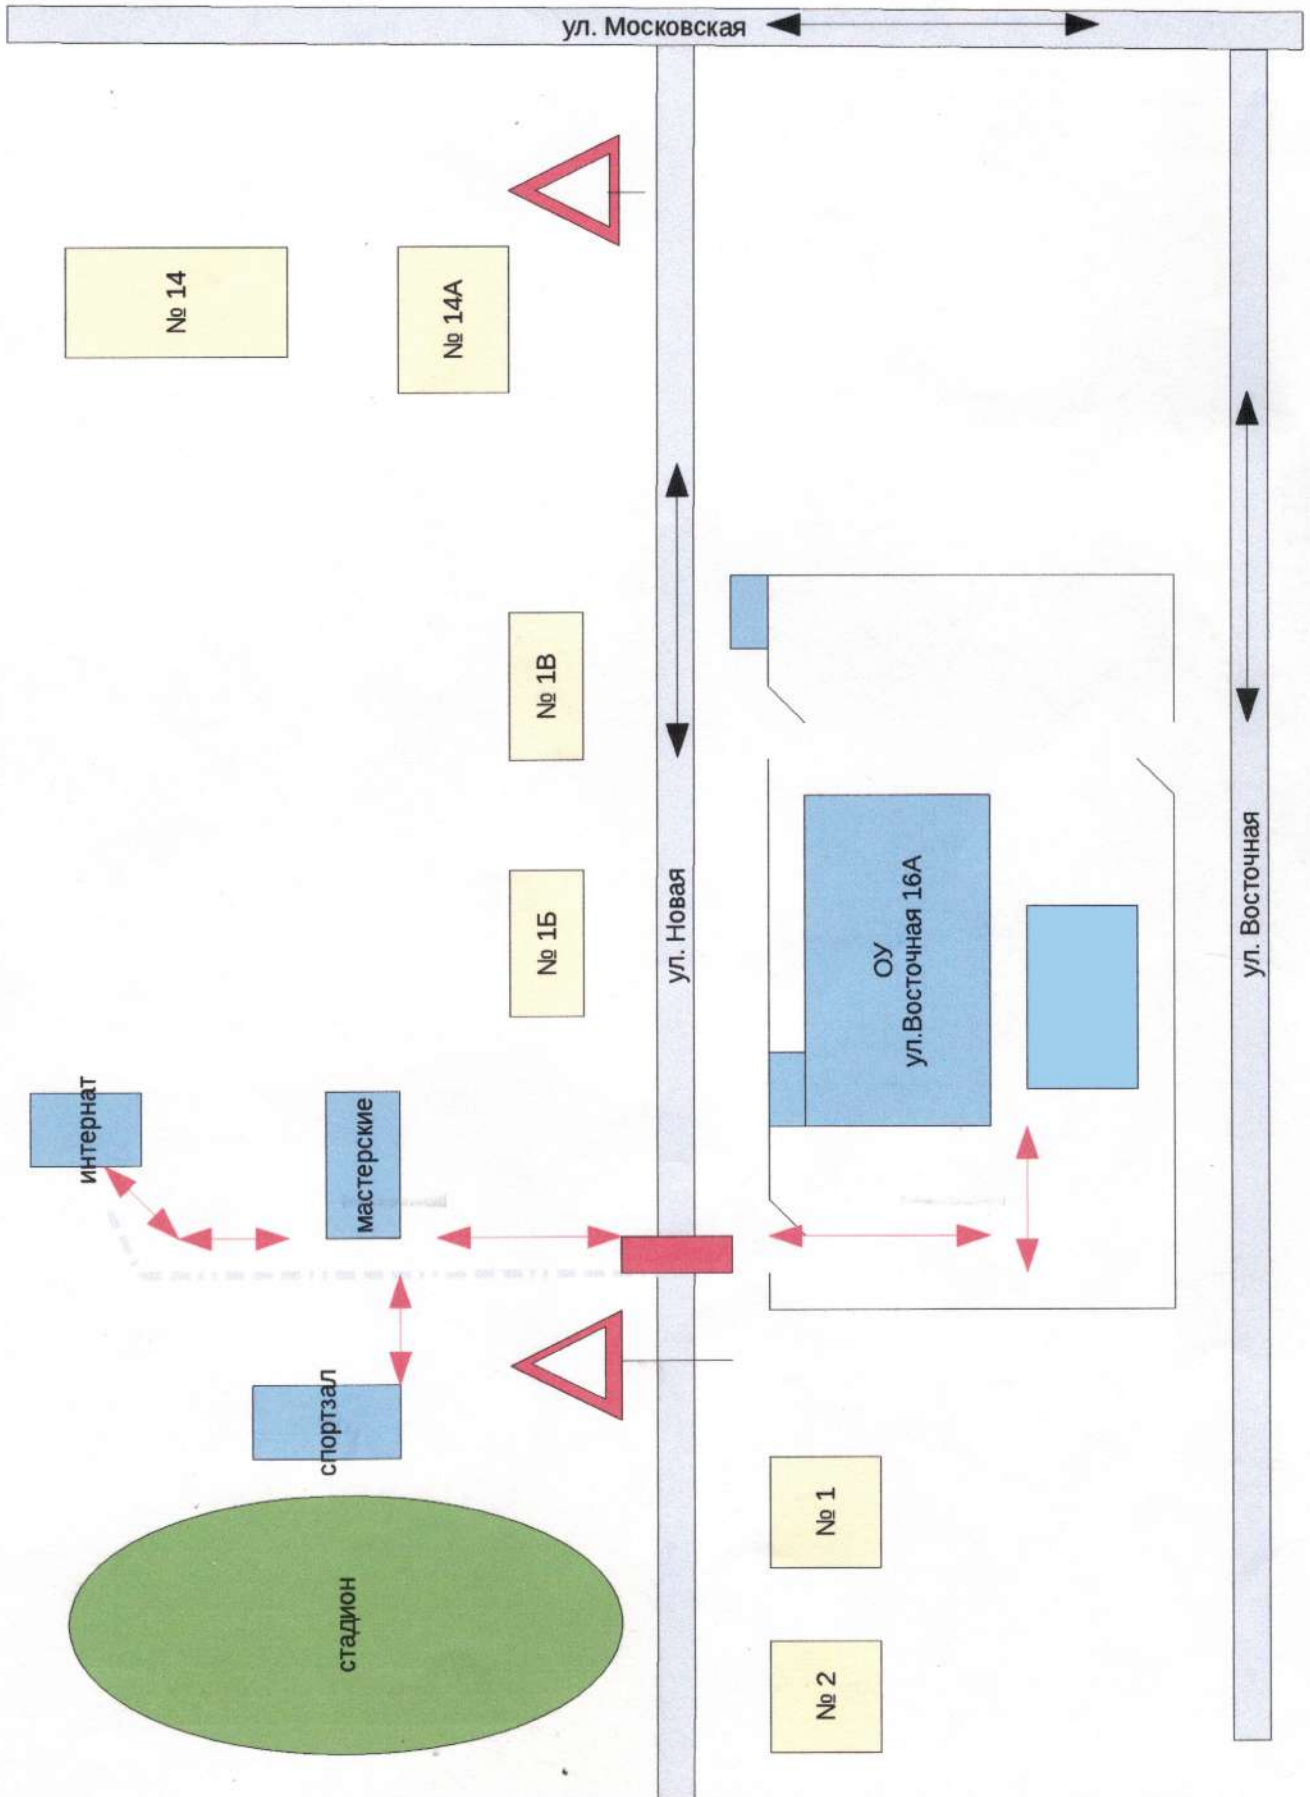 ул. Московская
№ 14
№ 14А
№ 1В
№ 1Б
ул. Новая
ОУ
ул.Восточная 16А
ул. Восточная
интернат
мастерские
спортзал
стадион
№ 1
№ 2